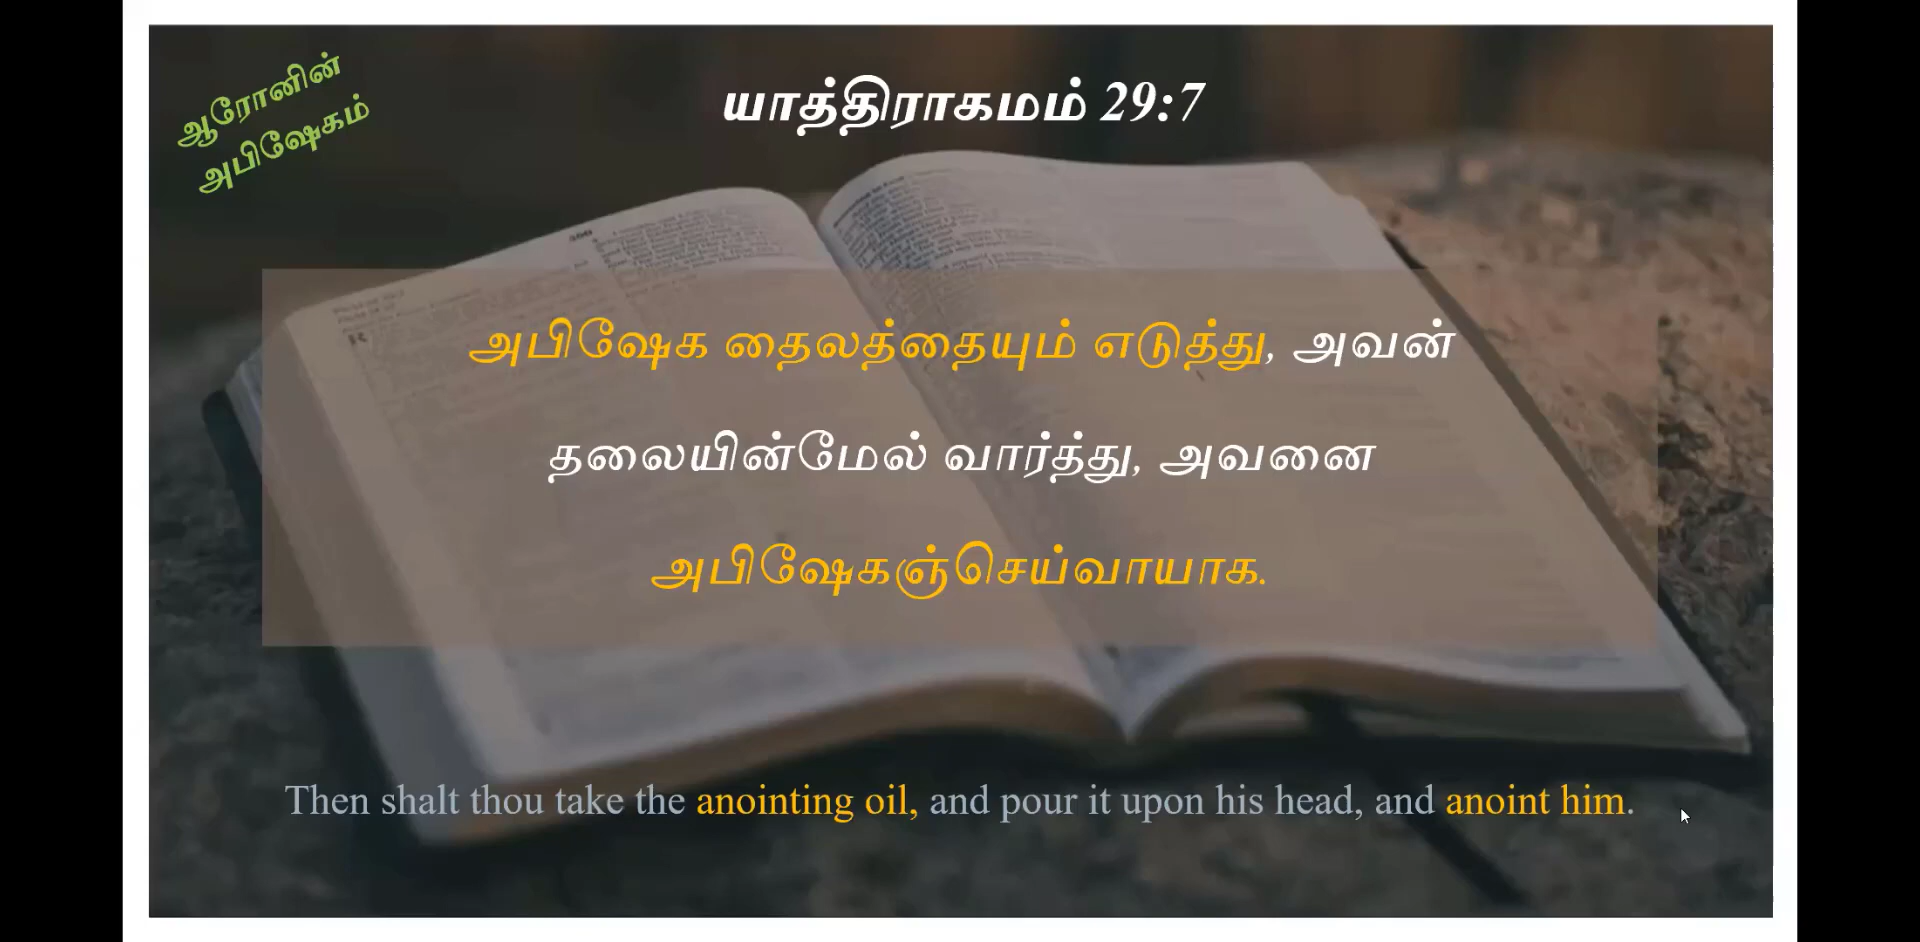 ஆரோனின்
அபிஷேகம்
யாத்திராகமம் 29:7
அபிஷேக தைலத்தையும் எடுத்து, அவன்
தலையின்மேல் வார்த்து, அவனை
அபிஷேகஞ்செய்வாயாக.
Then shalt thou take the anointing oil, and pour it upon his head, and anoint him.